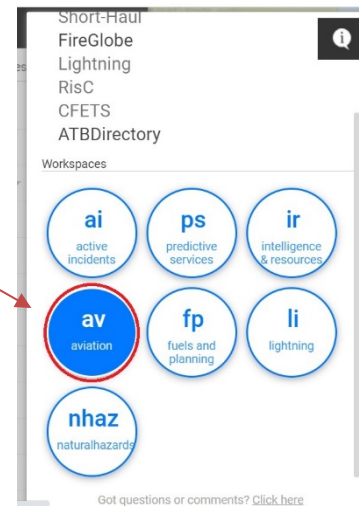 Short-Haul
FireGlobe
Lightning
RisC
CFETS
ATBDirectory
Workspaces
ai
active
incidents
ps
predictive
services
ir
intelligence
& resources
av
aviation
fp
fuels and
planning
li
lightning
nhaz
naturalhazards
Got questions or comments? Click here